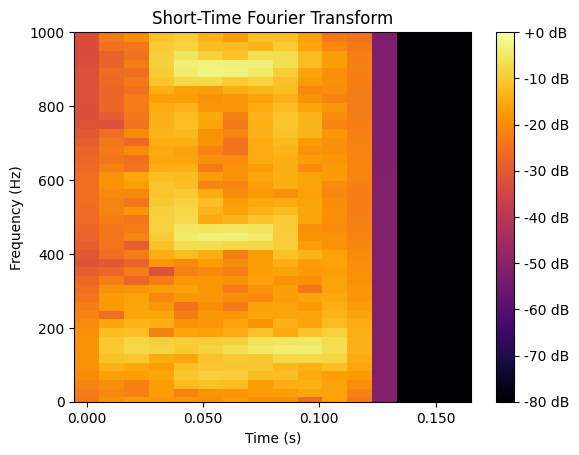 Short-Time Fourier Transform
1000
800
600
400
200
0
Frequency (Hz)
0.000
0.050
0.100
0.150
Time (s)
+0 dB
-10 dB
-20 dB
-30 dB
-40 dB
-50 dB
-60 dB
-70 dB
-80 dB